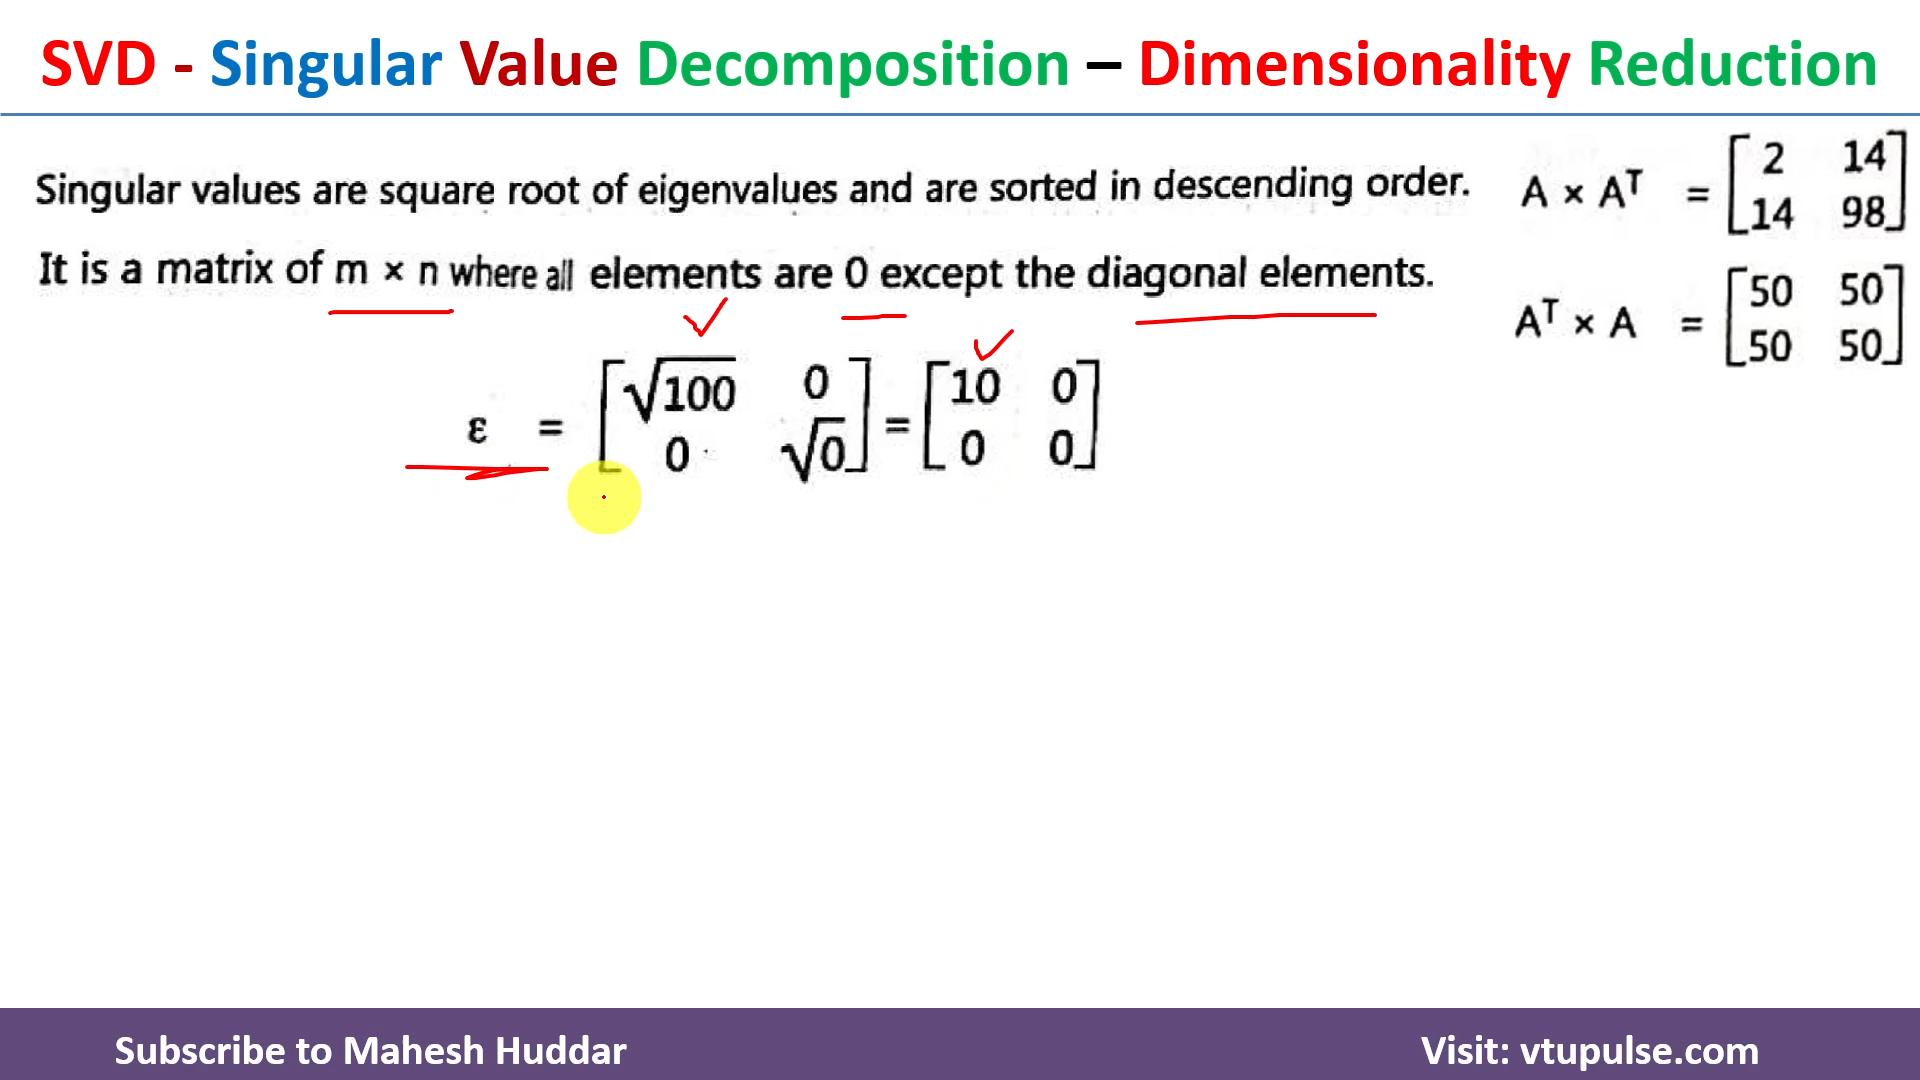 SVD - Singular Value Decomposition – Dimensionality Reduction
Singular values are square root of eigenvalues and are sorted in descending order.
It is a matrix of m × n where all elements are 0 except the diagonal elements.
A × Aᵀ = [2 14
14 98]
Aᵀ × A = [50 50
50 50]
ε = [√100 0
0 √0] = [10 0
0 0]
Subscribe to Mahesh Huddar
Visit: vtupulse.com